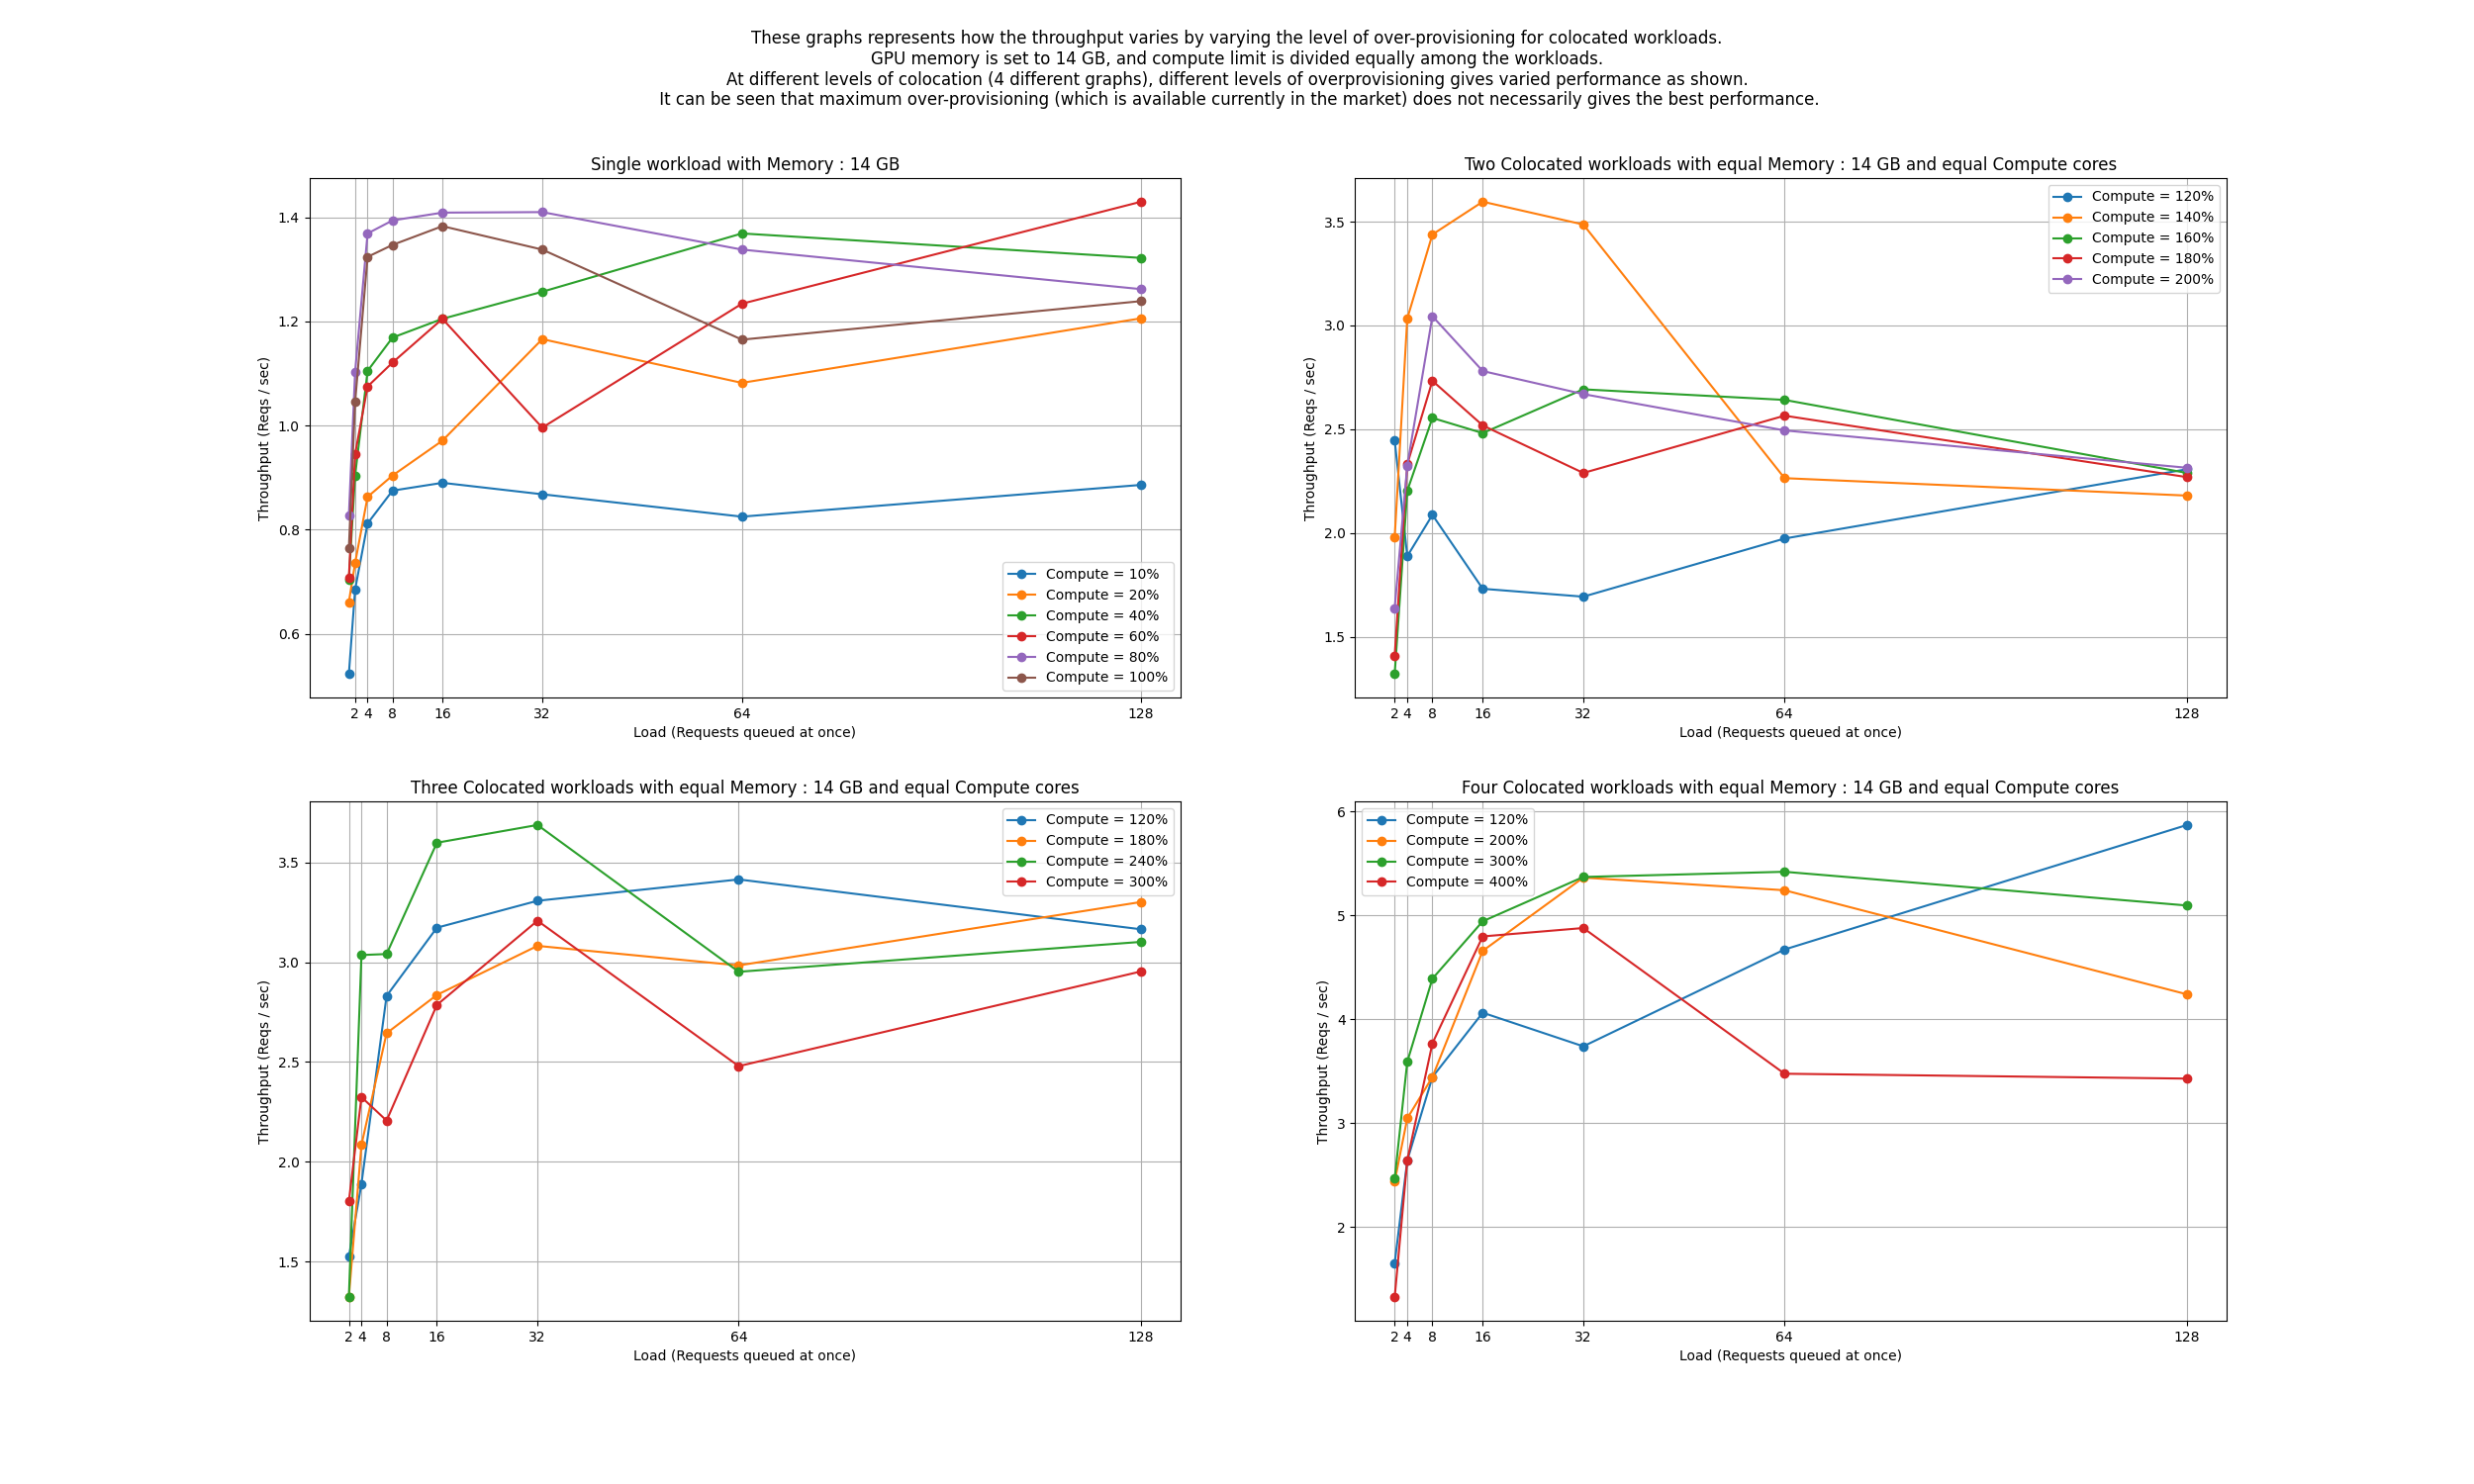 These graphs represents how the throughput varies by varying the level of over-provisioning for colocated workloads.
GPU memory is set to 14 GB, and compute limit is divided equally among the workloads.
At different levels of colocation (4 different graphs), different levels of overprovisioning gives varied performance as shown.
It can be seen that maximum over-provisioning (which is available currently in the market) does not necessarily gives the best performance.
Single workload with Memory : 14 GB
Throughput (Reqs / sec)
1.4
1.2
1.0
0.8
0.6
Compute = 10%
Compute = 20%
Compute = 40%
Compute = 60%
Compute = 80%
Compute = 100%
2 4 8 16 32 64 128
Load (Requests queued at once)
Two Colocated workloads with equal Memory : 14 GB and equal Compute cores
Throughput (Reqs / sec)
3.5
3.0
2.5
2.0
1.5
Compute = 120%
Compute = 140%
Compute = 160%
Compute = 180%
Compute = 200%
2 4 8 16 32 64 128
Load (Requests queued at once)
Three Colocated workloads with equal Memory : 14 GB and equal Compute cores
Throughput (Reqs / sec)
3.5
3.0
2.5
2.0
1.5
Compute = 120%
Compute = 180%
Compute = 240%
Compute = 300%
2 4 8 16 32 64 128
Load (Requests queued at once)
Four Colocated workloads with equal Memory : 14 GB and equal Compute cores
Throughput (Reqs / sec)
6
5
4
3
2
Compute = 120%
Compute = 200%
Compute = 300%
Compute = 400%
2 4 8 16 32 64 128
Load (Requests queued at once)